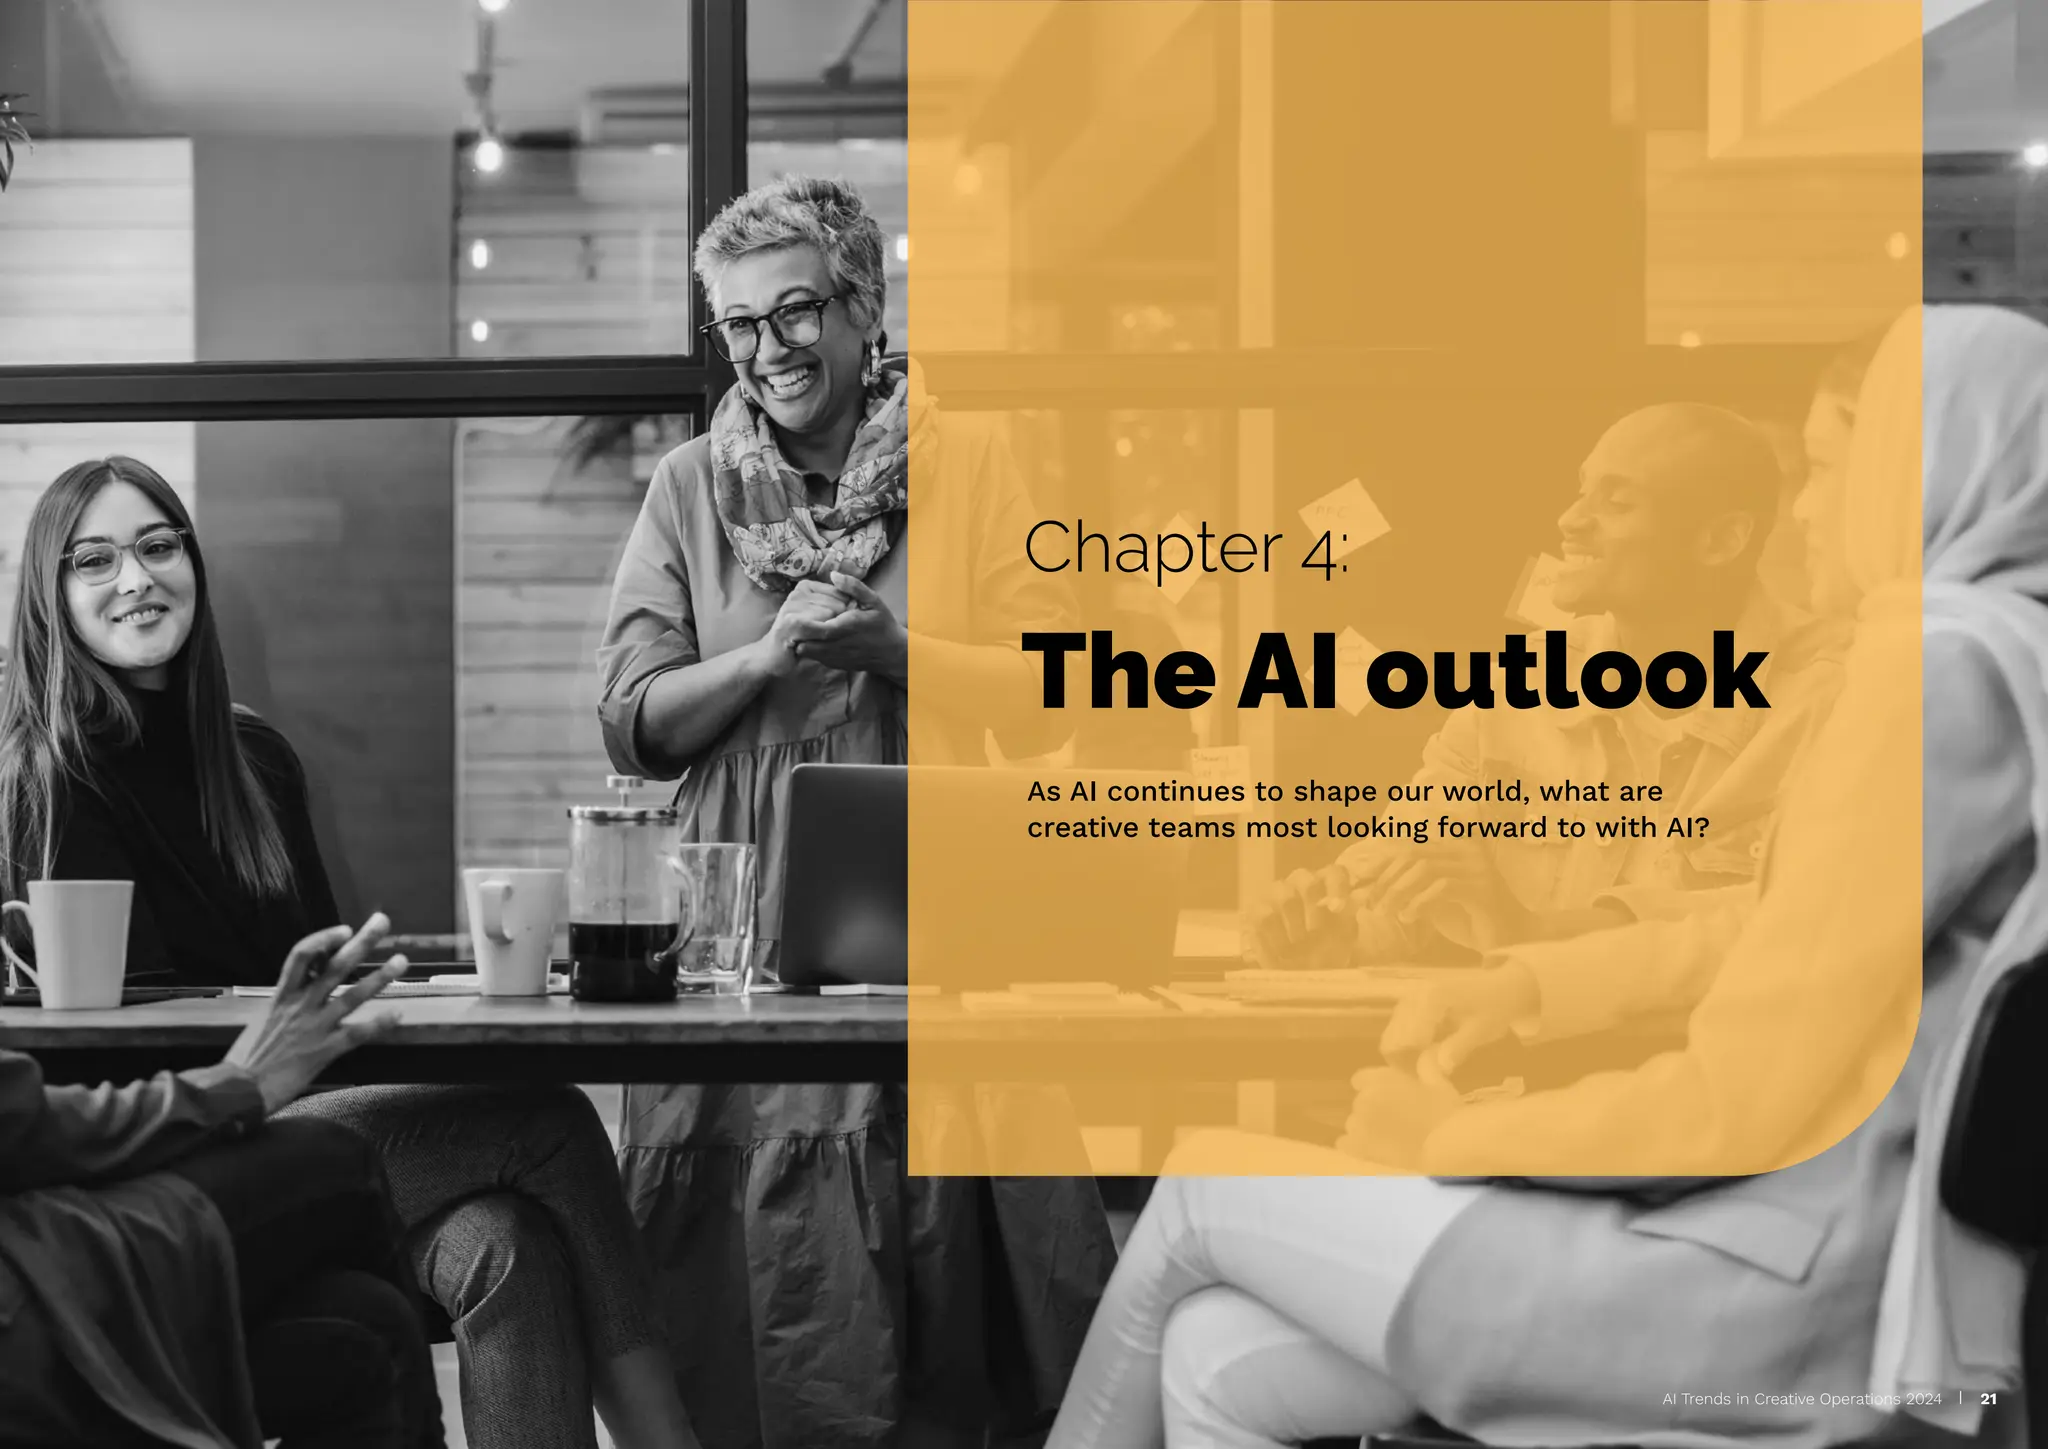 Chapter 4:
The AI outlook
As AI continues to shape our world, what are
creative teams most looking forward to with AI?
AI Trends in Creative Operations 2024 | 21